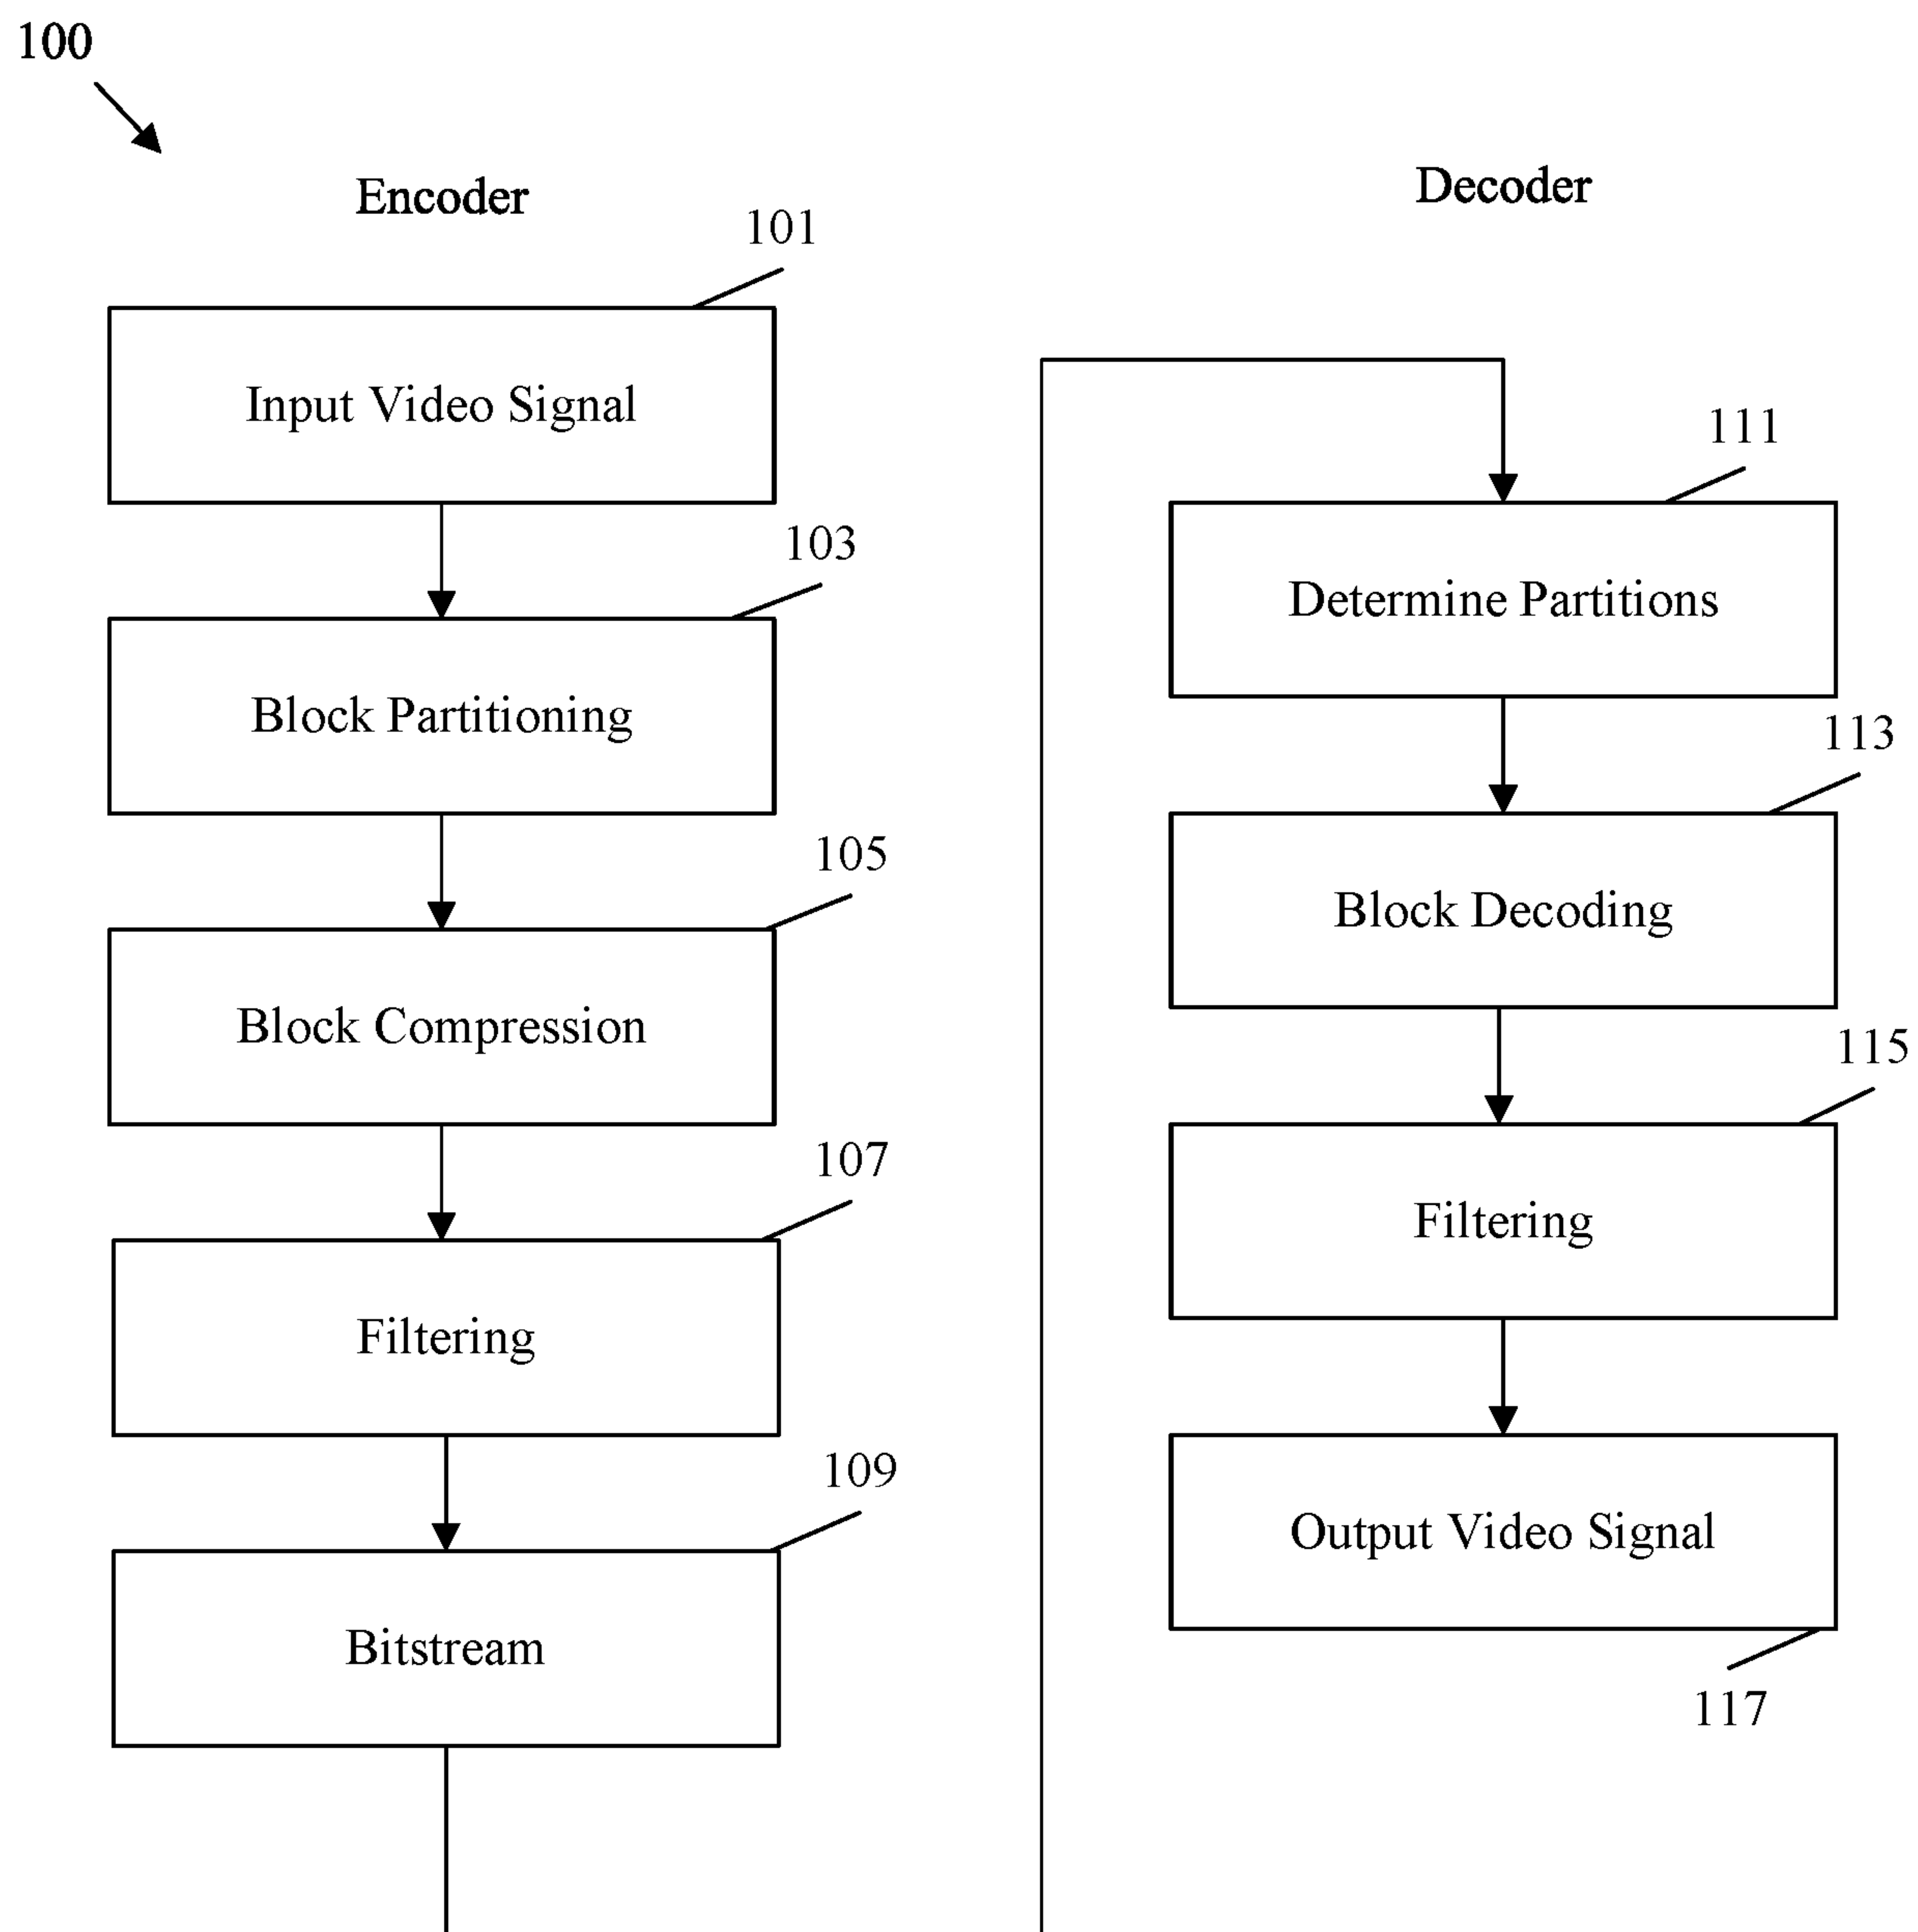 100
Encoder
101
Input Video Signal
103
Block Partitioning
105
Block Compression
107
Filtering
109
Bitstream
Decoder
111
Determine Partitions
113
Block Decoding
115
Filtering
Output Video Signal
117